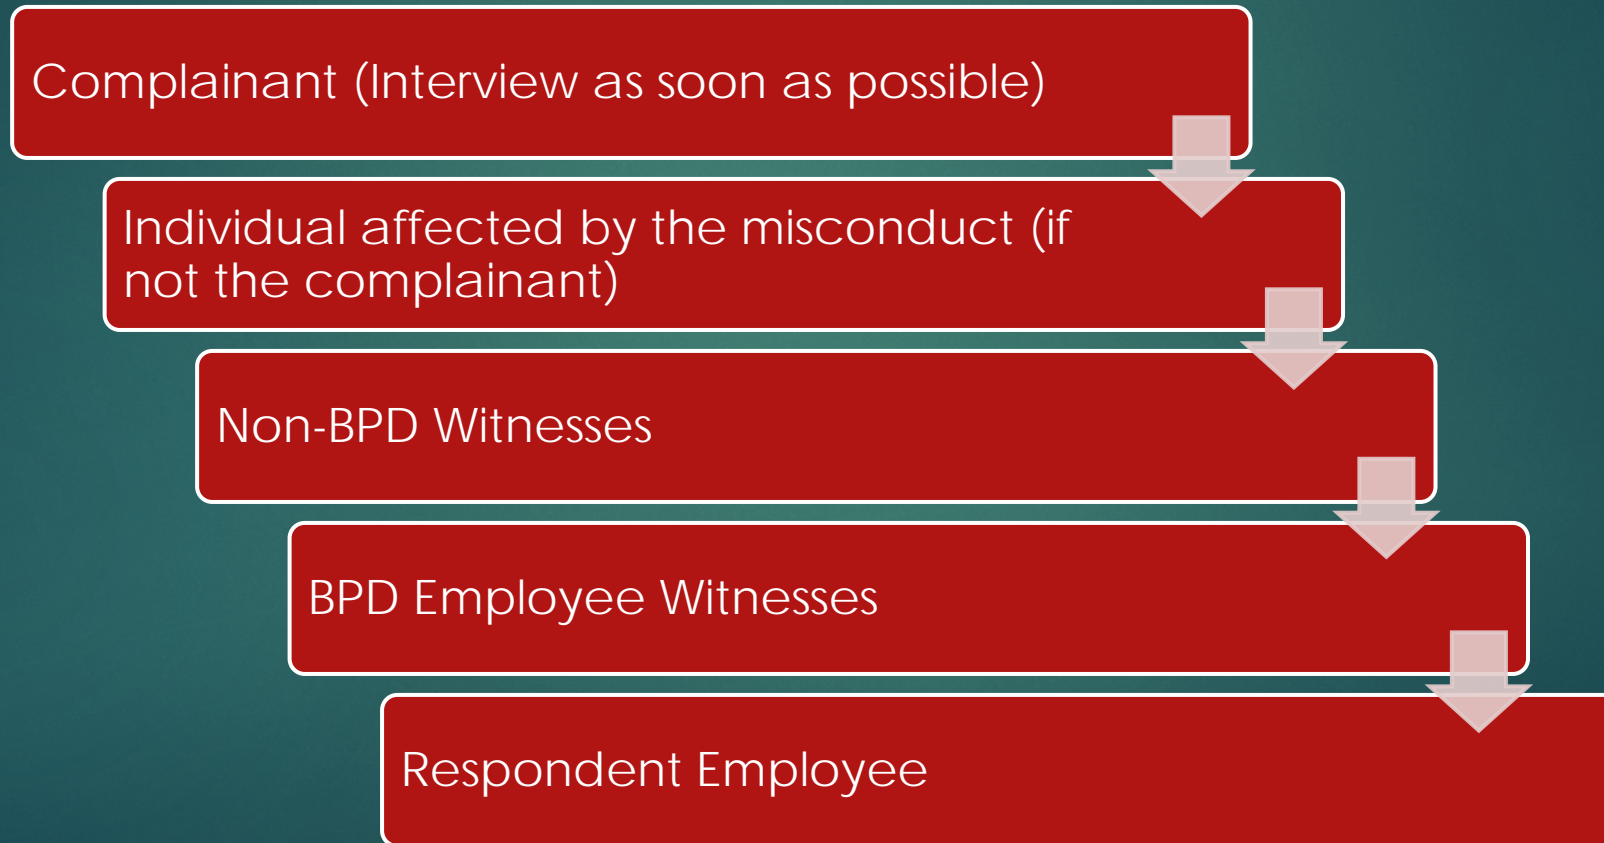 Complainant (Interview as soon as possible)
Individual affected by the misconduct (if
not the complainant)
Non-BPD Witnesses
BPD Employee Witnesses
Respondent Employee